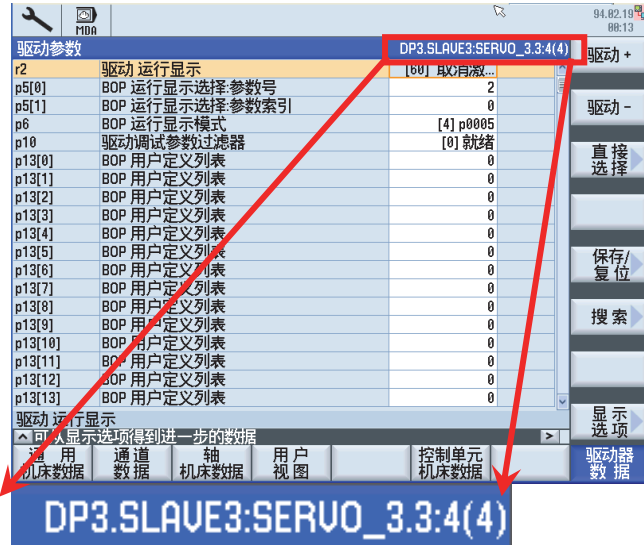 MDA
94.02.19
00:13
驱动参数 DP3.SLAVE3:SERVO_3.3:4(4)
r2 驱动 运行显示 [60] 取消激...
p5[0] BOP 运行显示选择:参数号 2
p5[1] BOP 运行显示选择:参数索引 0
p6 BOP 运行显示模式 [4] p0005
p10 驱动调试参数过滤器 [0] 就绪
p13[0] BOP 用户定义列表 0
p13[1] BOP 用户定义列表 0
p13[2] BOP 用户定义列表 0
p13[3] BOP 用户定义列表 0
p13[4] BOP 用户定义列表 0
p13[5] BOP 用户定义列表 0
p13[6] BOP 用户定义列表 0
p13[7] BOP 用户定义列表 0
p13[8] BOP 用户定义列表 0
p13[9] BOP 用户定义列表 0
p13[10] BOP 用户定义列表 0
p13[11] BOP 用户定义列表 0
p13[12] BOP 用户定义列表 0
p13[13] BOP 用户定义列表 0
驱动 运行显示
可从显示选项得到进一步的数据
驱动 +
驱动 -
直接
选择
保存/
复位
搜索
显示
选项
通用
机床数据
通道
数据
轴
机床数据
用户
视图
控制单元
机床数据
驱动器
数据
DP3.SLAVE3:SERVO_3.3:4(4)